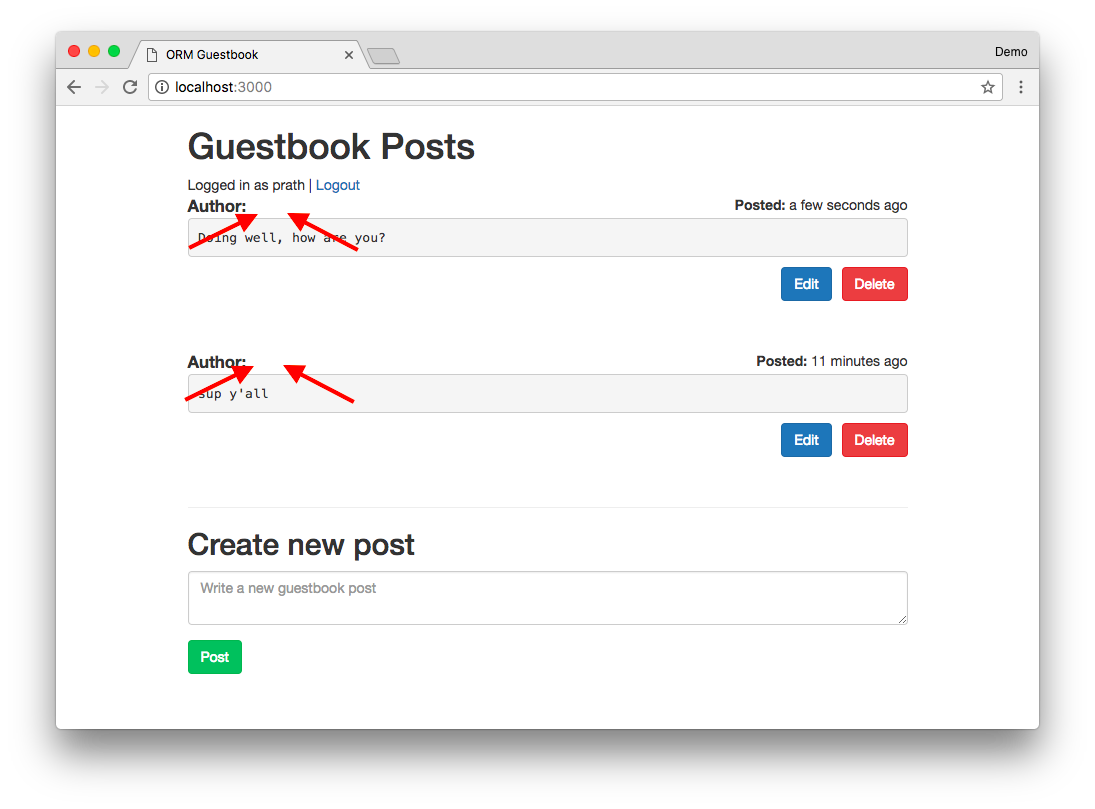 ORM Guestbook
Demo
localhost:3000
Guestbook Posts
Logged in as prath | Logout
Author: Posted: a few seconds ago
Doing well, how are you?
Edit Delete
Author: Posted: 11 minutes ago
sup y'all
Edit Delete
Create new post
Write a new guestbook post
Post